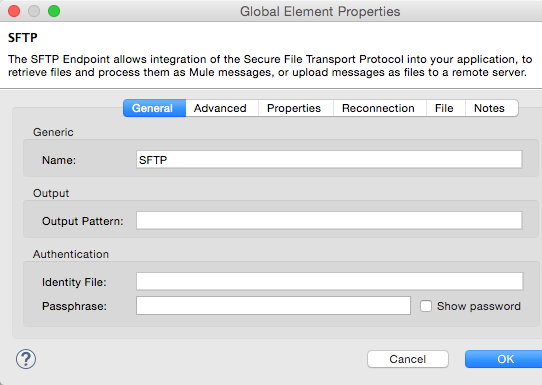 Global Element Properties
SFTP
The SFTP Endpoint allows integration of the Secure File Transport Protocol into your application, to
retrieve files and process them as Mule messages, or upload messages as files to a remote server.
General Advanced Properties Reconnection File Notes
Generic
Name: SFTP
Output
Output Pattern:
Authentication
Identity File:
Passphrase: Show password
? Cancel OK